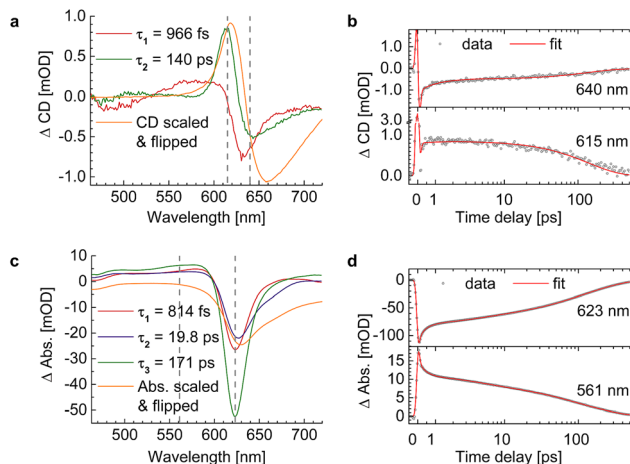 a
τ1 = 966 fs
τ2 = 140 ps
CD scaled
& flipped
Δ CD [mOD]
1.0
0.5
0.0
0.5
1.0
500 550 600 650 700
Wavelength [nm]
b
data fit
Δ CD [mOD]
1.0
0.0
-1.0
640 nm
3.0
1.0
0.0
615 nm
0 1 10 100
Time delay [ps]
c
τ1 = 814 fs
τ2 = 19.8 ps
τ3 = 171 ps
Abs. scaled
& flipped
Δ Abs. [mOD]
10
0
-10
-20
-30
-40
-50
500 550 600 650 700
Wavelength [nm]
d
data fit
Δ Abs. [mOD]
0
-50
-100
623 nm
15
10
5
0
561 nm
0 1 10 100
Time delay [ps]